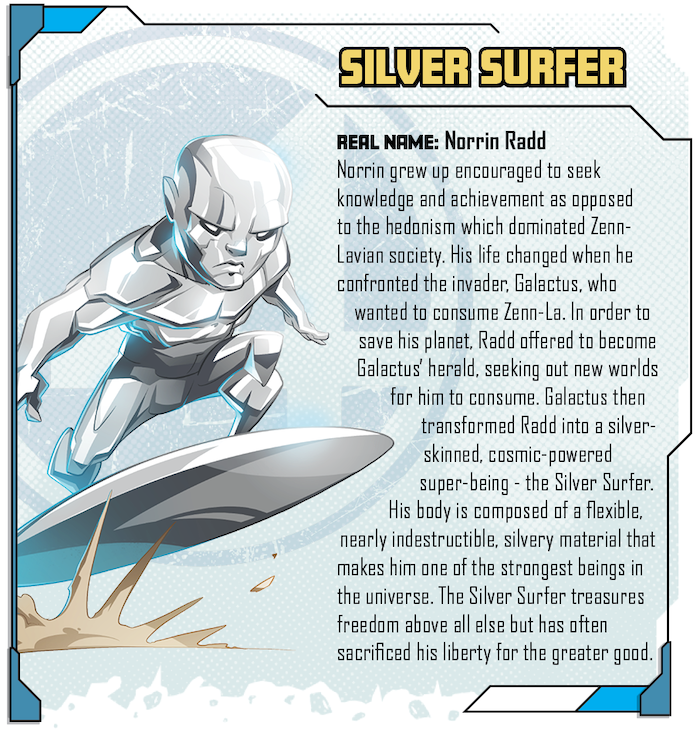 SILVER SURFER
REAL NAME: Norrin Radd
Norrin grew up encouraged to seek
knowledge and achievement as opposed
to the hedonism which dominated Zenn-
Lavian society. His life changed when he
confronted the invader, Galactus, who
wanted to consume Zenn-La. In order to
save his planet, Radd offered to become
Galactus' herald, seeking out new worlds
for him to consume. Galactus then
transformed Radd into a silver-
skinned, cosmic-powered
super-being - the Silver Surfer.
His body is composed of a flexible,
nearly indestructible, silvery material that
makes him one of the strongest beings in
the universe. The Silver Surfer treasures
freedom above all else but has often
sacrificed his liberty for the greater good.